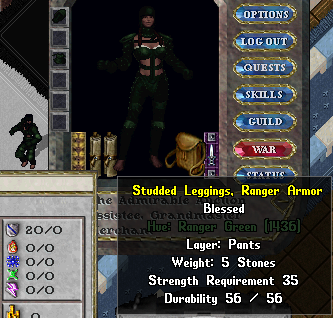 OPTIONS
LOG OUT
QUESTS
SKILLS
GUILD
WAR
STATUS
Studded Leggings, Ranger Armor
Blessed
Hue: Ranger Green [1436]
Layer: Pants
Weight: 5 Stones
Strength Requirement 35
Durability 56 / 56
20/0
0/0
0/0
0/0
0/0